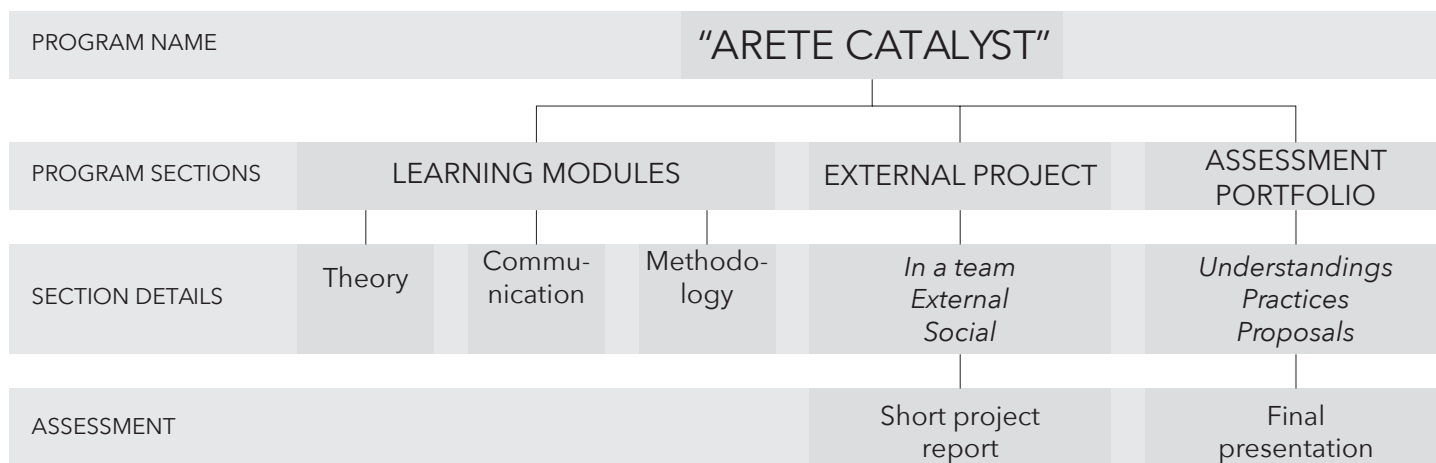 PROGRAM NAME
“ARETE CATALYST”
PROGRAM SECTIONS
LEARNING MODULES
EXTERNAL PROJECT
ASSESSMENT
PORTFOLIO
SECTION DETAILS
Theory
Commu-
nication
Methodo-
logy
In a team
External
Social
Understandings
Practices
Proposals
ASSESSMENT
Short project
report
Final
presentation